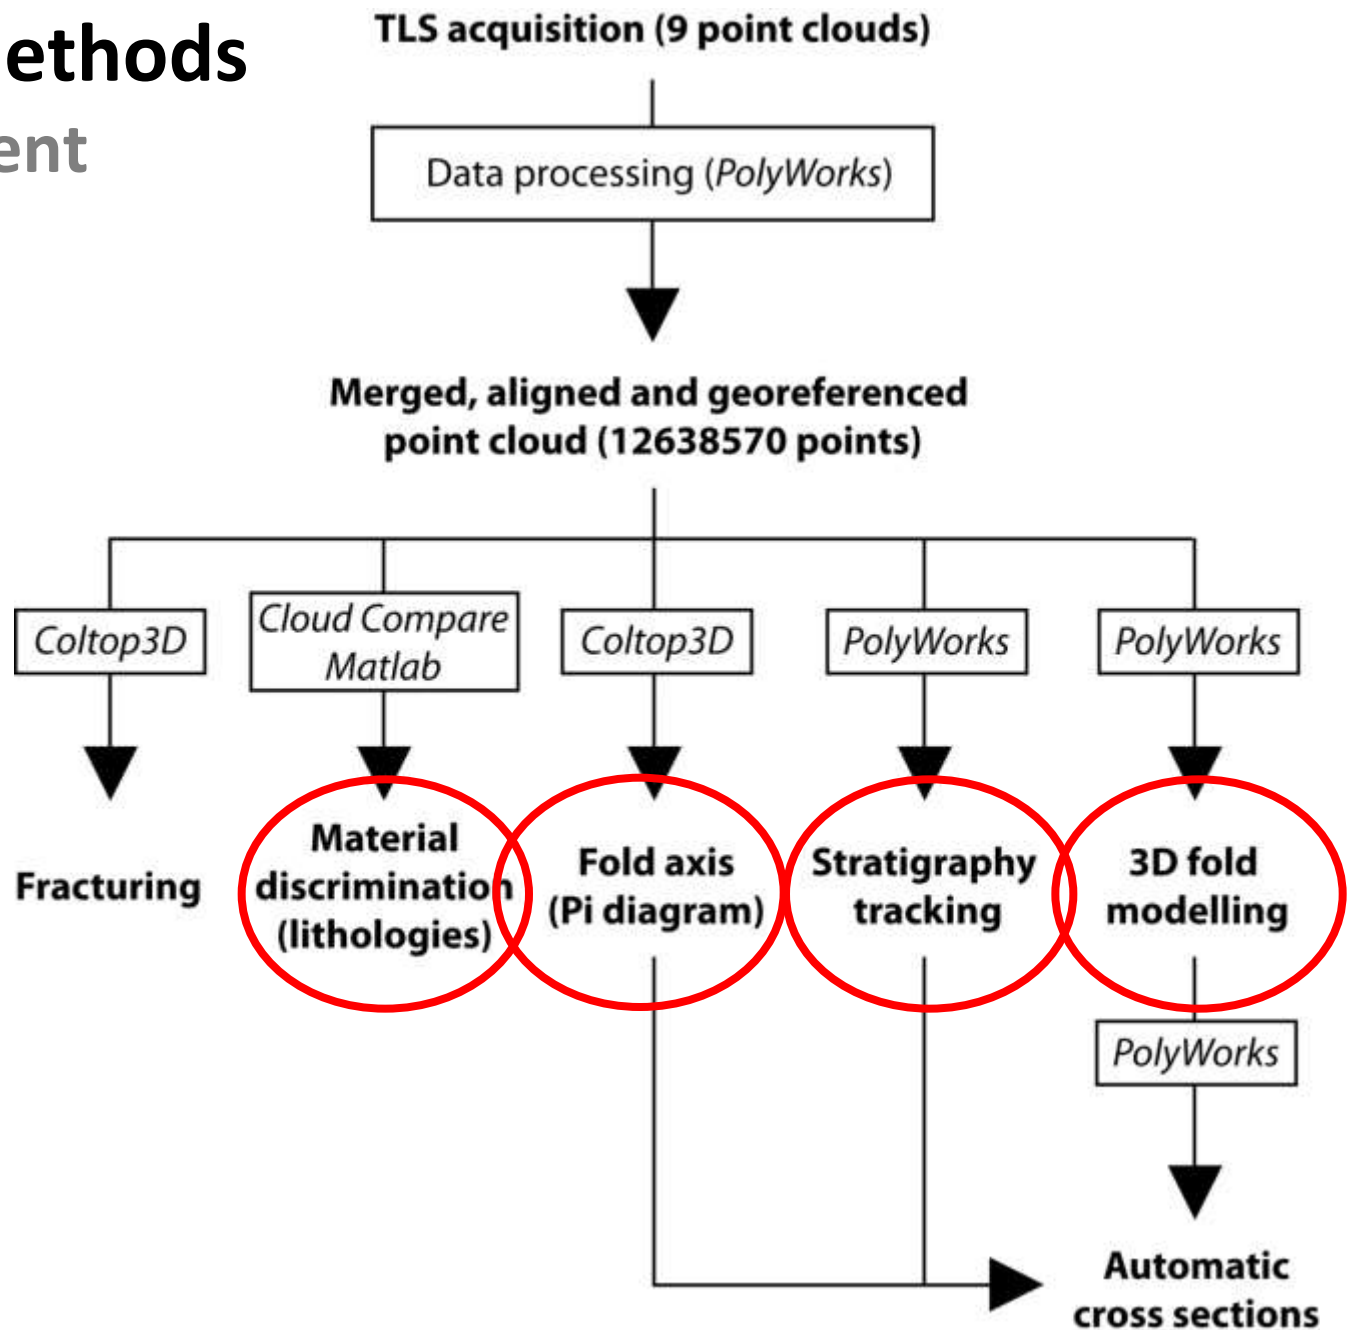 ethods
ent
TLS acquisition (9 point clouds)
Data processing (PolyWorks)
Merged, aligned and georeferenced
point cloud (12638570 points)
Coltop3D
Cloud Compare
Matlab
Coltop3D
PolyWorks
PolyWorks
Fracturing
Material
discrimination
(lithologies)
Fold axis
(Pi diagram)
Stratigraphy
tracking
3D fold
modelling
PolyWorks
Automatic
cross sections